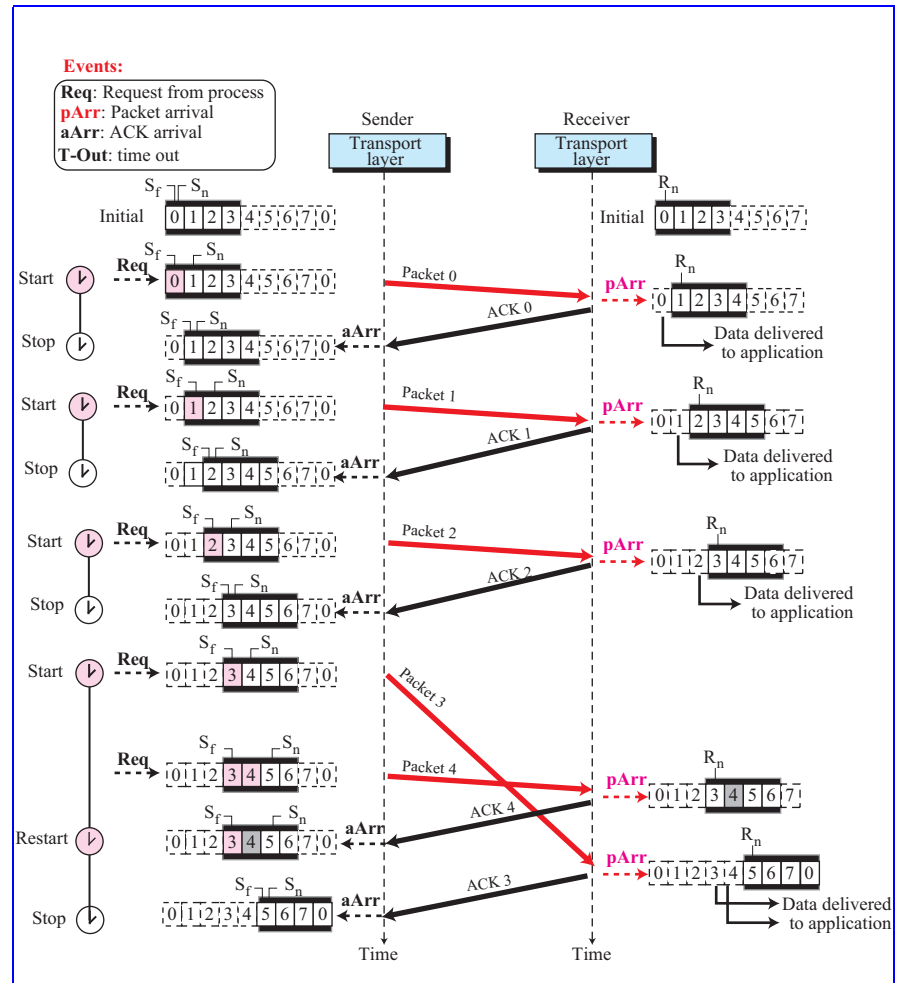 Events:
Req: Request from process
pArr: Packet arrival
aArr: ACK arrival
T-Out: time out
Sender
Receiver
Transport layer
Transport layer
Sf Sn
Rn
Initial
0 1 2 3 4 5 6 7 0
Initial
0 1 2 3 4 5 6 7
Sf Sn
Start
Req
0 1 2 3 4 5 6 7 0
Packet 0
pArr
Rn
0 1 2 3 4 5 6 7
ACK 0
Data delivered
to application
Sf Sn
Stop
0 1 2 3 4 5 6 7 0
aArr
Sf Sn
Start
Req
0 1 2 3 4 5 6 7 0
Packet 1
pArr
Rn
0 1 2 3 4 5 6 7
ACK 1
Data delivered
to application
Sf Sn
Stop
0 1 2 3 4 5 6 7 0
aArr
Sf Sn
Start
Req
0 1 2 3 4 5 6 7 0
Packet 2
pArr
Rn
0 1 2 3 4 5 6 7
ACK 2
Data delivered
to application
Sf Sn
Stop
0 1 2 3 4 5 6 7 0
aArr
Sf Sn
Start
Req
0 1 2 3 4 5 6 7 0
Packet 3
Sf Sn
Req
0 1 2 3 4 5 6 7 0
Packet 4
pArr
Rn
0 1 2 3 4 5 6 7
ACK 4
Sf Sn
Restart
0 1 2 3 4 5 6 7 0
aArr
pArr
Rn
0 1 2 3 4 5 6 7 0
ACK 3
Data delivered
to application
Sf Sn
Stop
0 1 2 3 4 5 6 7 0
aArr
Time
Time